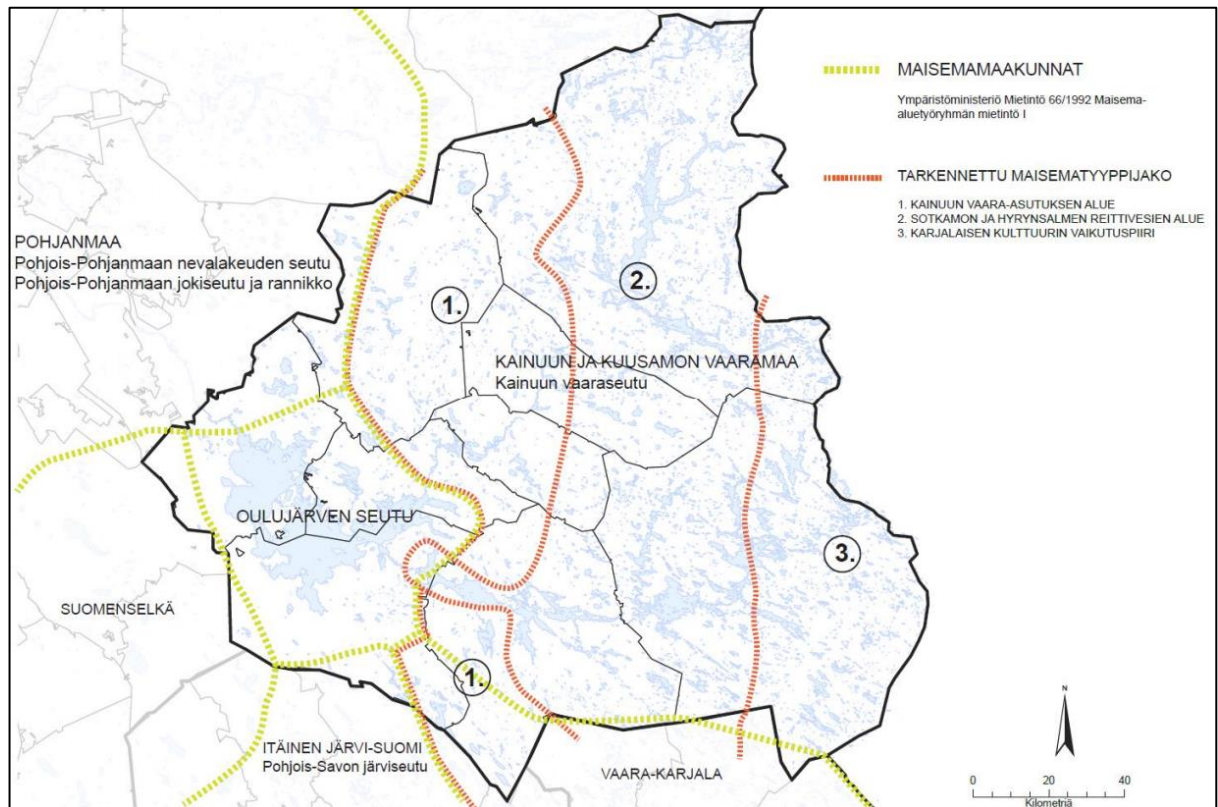 MAISEMAMAAKUNNAT
Ympäristöministeriö Mietintö 66/1992 Maisema-
aluetyöryhmän mietintö I
TARKENNETTU MAISEMATYYPPIJAKO
1. KAINUUN VAARA-ASUTUKSEN ALUE
2. SOTKAMON JA HYRYNSALMEN REITTIVESIEN ALUE
3. KARJALAISEN KULTTUURIN VAIKUTUSPIIRI
POHJANMAA
Pohjois-Pohjanmaan nevalakeuden seutu
Pohjois-Pohjanmaan jokiseutu ja rannikko
2.
1.
KAINUUN JA KUUSAMON VAARAMAA
Kainuun vaaraseutu
OULUJÄRVEN SEUTU
3.
SUOMENSELKÄ
1.
ITÄINEN JÄRVI-SUOMI
Pohjois-Savon järviseutu
VAARA-KARJALA
N
0 20 40
Kilometriä